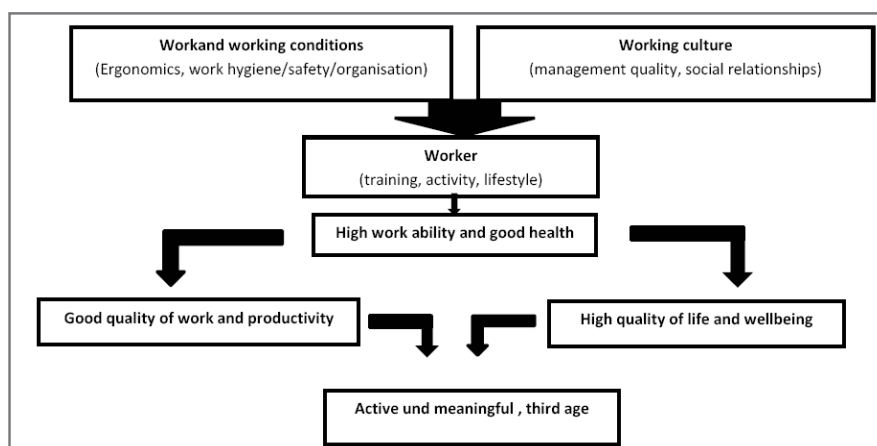 Workand working conditions
(Ergonomics, work hygiene/safety/organisation)
Working culture
(management quality, social relationships)
Worker
(training, activity, lifestyle)
High work ability and good health
Good quality of work and productivity
High quality of life and wellbeing
Active und meaningful , third age